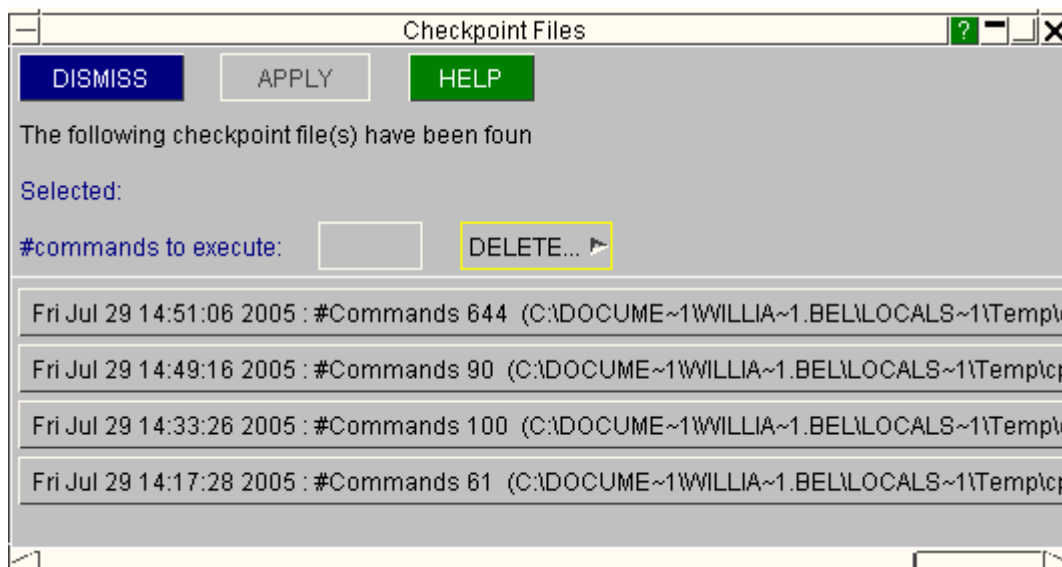 Checkpoint Files ?
DISMISS APPLY HELP
The following checkpoint file(s) have been foun
Selected:
#commands to execute: DELETE...
Fri Jul 29 14:51:06 2005 : #Commands 644 (C:\DOCUME~1\WILLIA~1.BEL\LOCALS~1\Temp\
Fri Jul 29 14:49:16 2005 : #Commands 90 (C:\DOCUME~1\WILLIA~1.BEL\LOCALS~1\Temp\cp
Fri Jul 29 14:33:26 2005 : #Commands 100 (C:\DOCUME~1\WILLIA~1.BEL\LOCALS~1\Temp\
Fri Jul 29 14:17:28 2005 : #Commands 61 (C:\DOCUME~1\WILLIA~1.BEL\LOCALS~1\Temp\cp